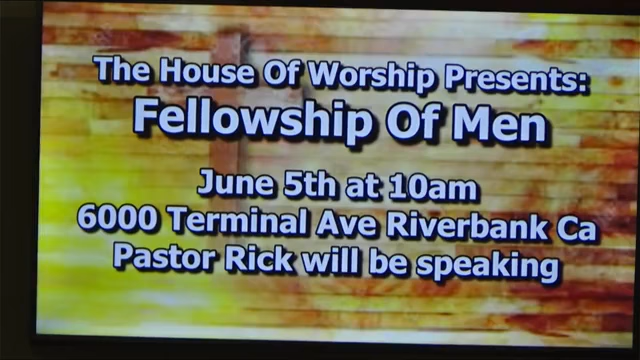 The House Of Worship Presents:
Fellowship Of Men
June 5th at 10am
6000 Terminal Ave Riverbank Ca
Pastor Rick will be speaking